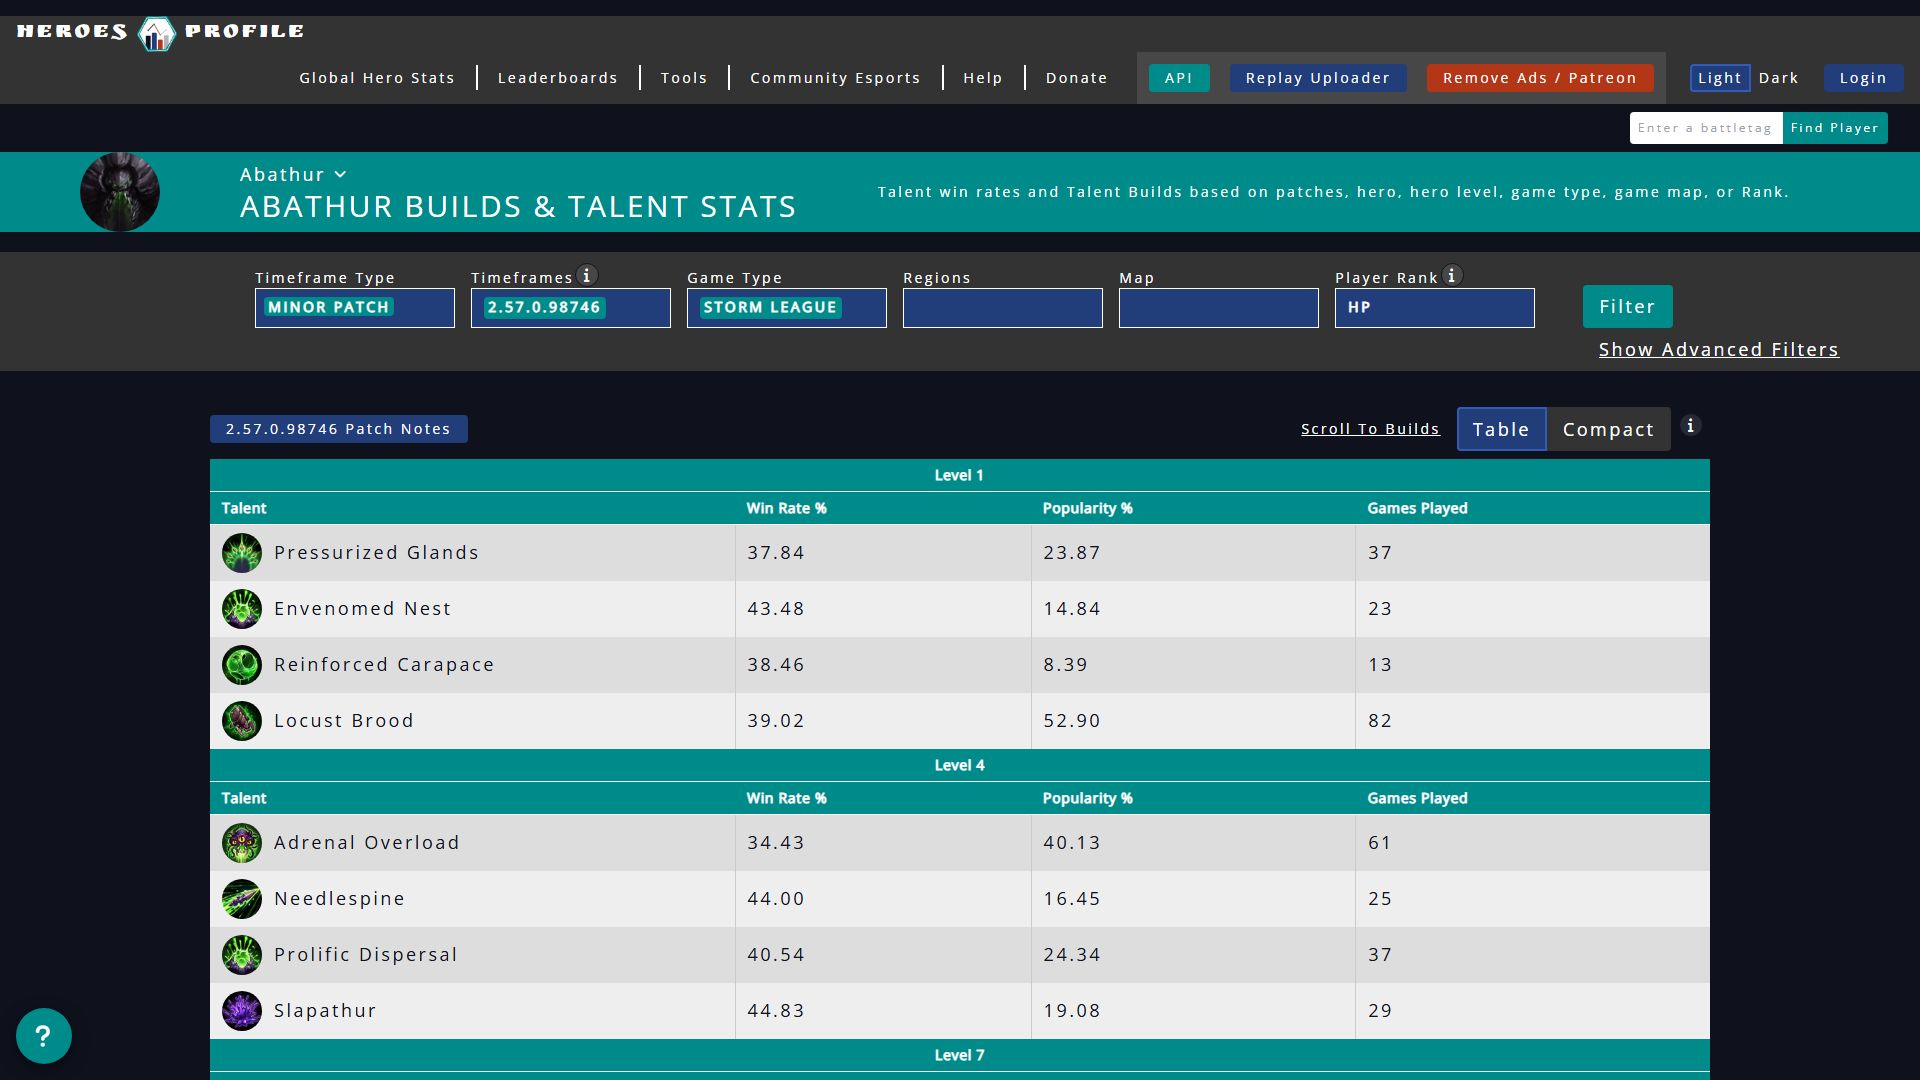 HEROES PROFILE
Global Hero Stats
Leaderboards
Tools
Community Esports
Help
Donate
API
Replay Uploader
Remove Ads / Patreon
Light
Dark
Login
Enter a battletag
Find Player
Abathur
ABATHUR BUILDS & TALENT STATS
Talent win rates and Talent Builds based on patches, hero, hero level, game type, game map, or Rank.
Timeframe Type
Timeframes
Game Type
Regions
Map
Player Rank
MINOR PATCH
2.57.0.98746
STORM LEAGUE
HP
Filter
Show Advanced Filters
2.57.0.98746 Patch Notes
Scroll To Builds
Table
Compact
Level 1
Talent Win Rate % Popularity % Games Played
Pressurized Glands 37.84 23.87 37
Envenomed Nest 43.48 14.84 23
Reinforced Carapace 38.46 8.39 13
Locust Brood 39.02 52.90 82
Level 4
Talent Win Rate % Popularity % Games Played
Adrenal Overload 34.43 40.13 61
Needlespine 44.00 16.45 25
Prolific Dispersal 40.54 24.34 37
Slapathur 44.83 19.08 29
?
Level 7